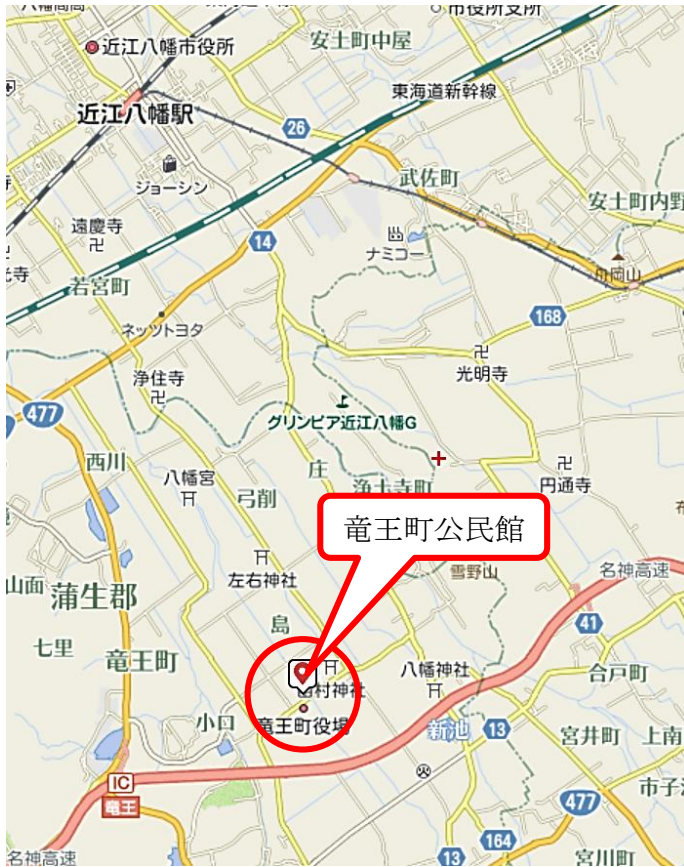 市役所支所
近江八幡市役所
安土町中屋
東海道新幹線
近江八幡駅
26
武佐町
ジョーシン
安土町内野
遠慶寺
14
ナミコー
舟岡山
若宮町
168
ネッツトヨタ
光明寺
浄住寺
477
グリンピア近江八幡G
西川
庄
円通寺
八幡宮
弓削
浄土寺町
竜王町公民館
左右神社
雪野山
名神高速
山面
蒲生郡
島
41
七里
竜王町
八幡神社
合戸町
村神社
小口
竜王町役場
新池
13
宮井町
上南
IC
市子
竜王
477
164
名神高速
13
宮川町